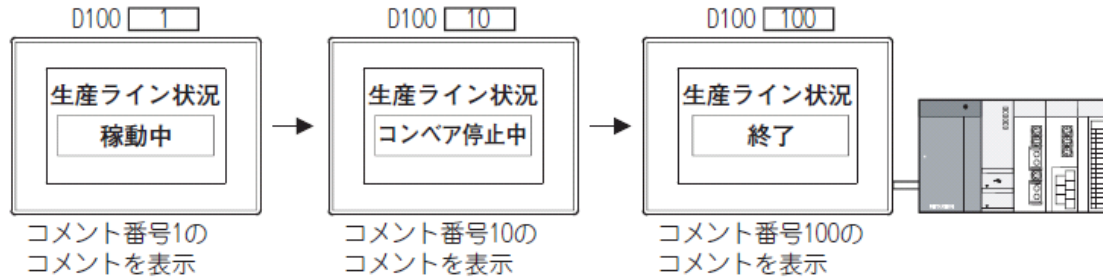 D100 1
D100 10
D100 100
生産ライン状況
稼動中
生産ライン状況
コンベア停止中
生産ライン状況
終了
コメント番号1の
コメントを表示
コメント番号10の
コメントを表示
コメント番号100の
コメントを表示